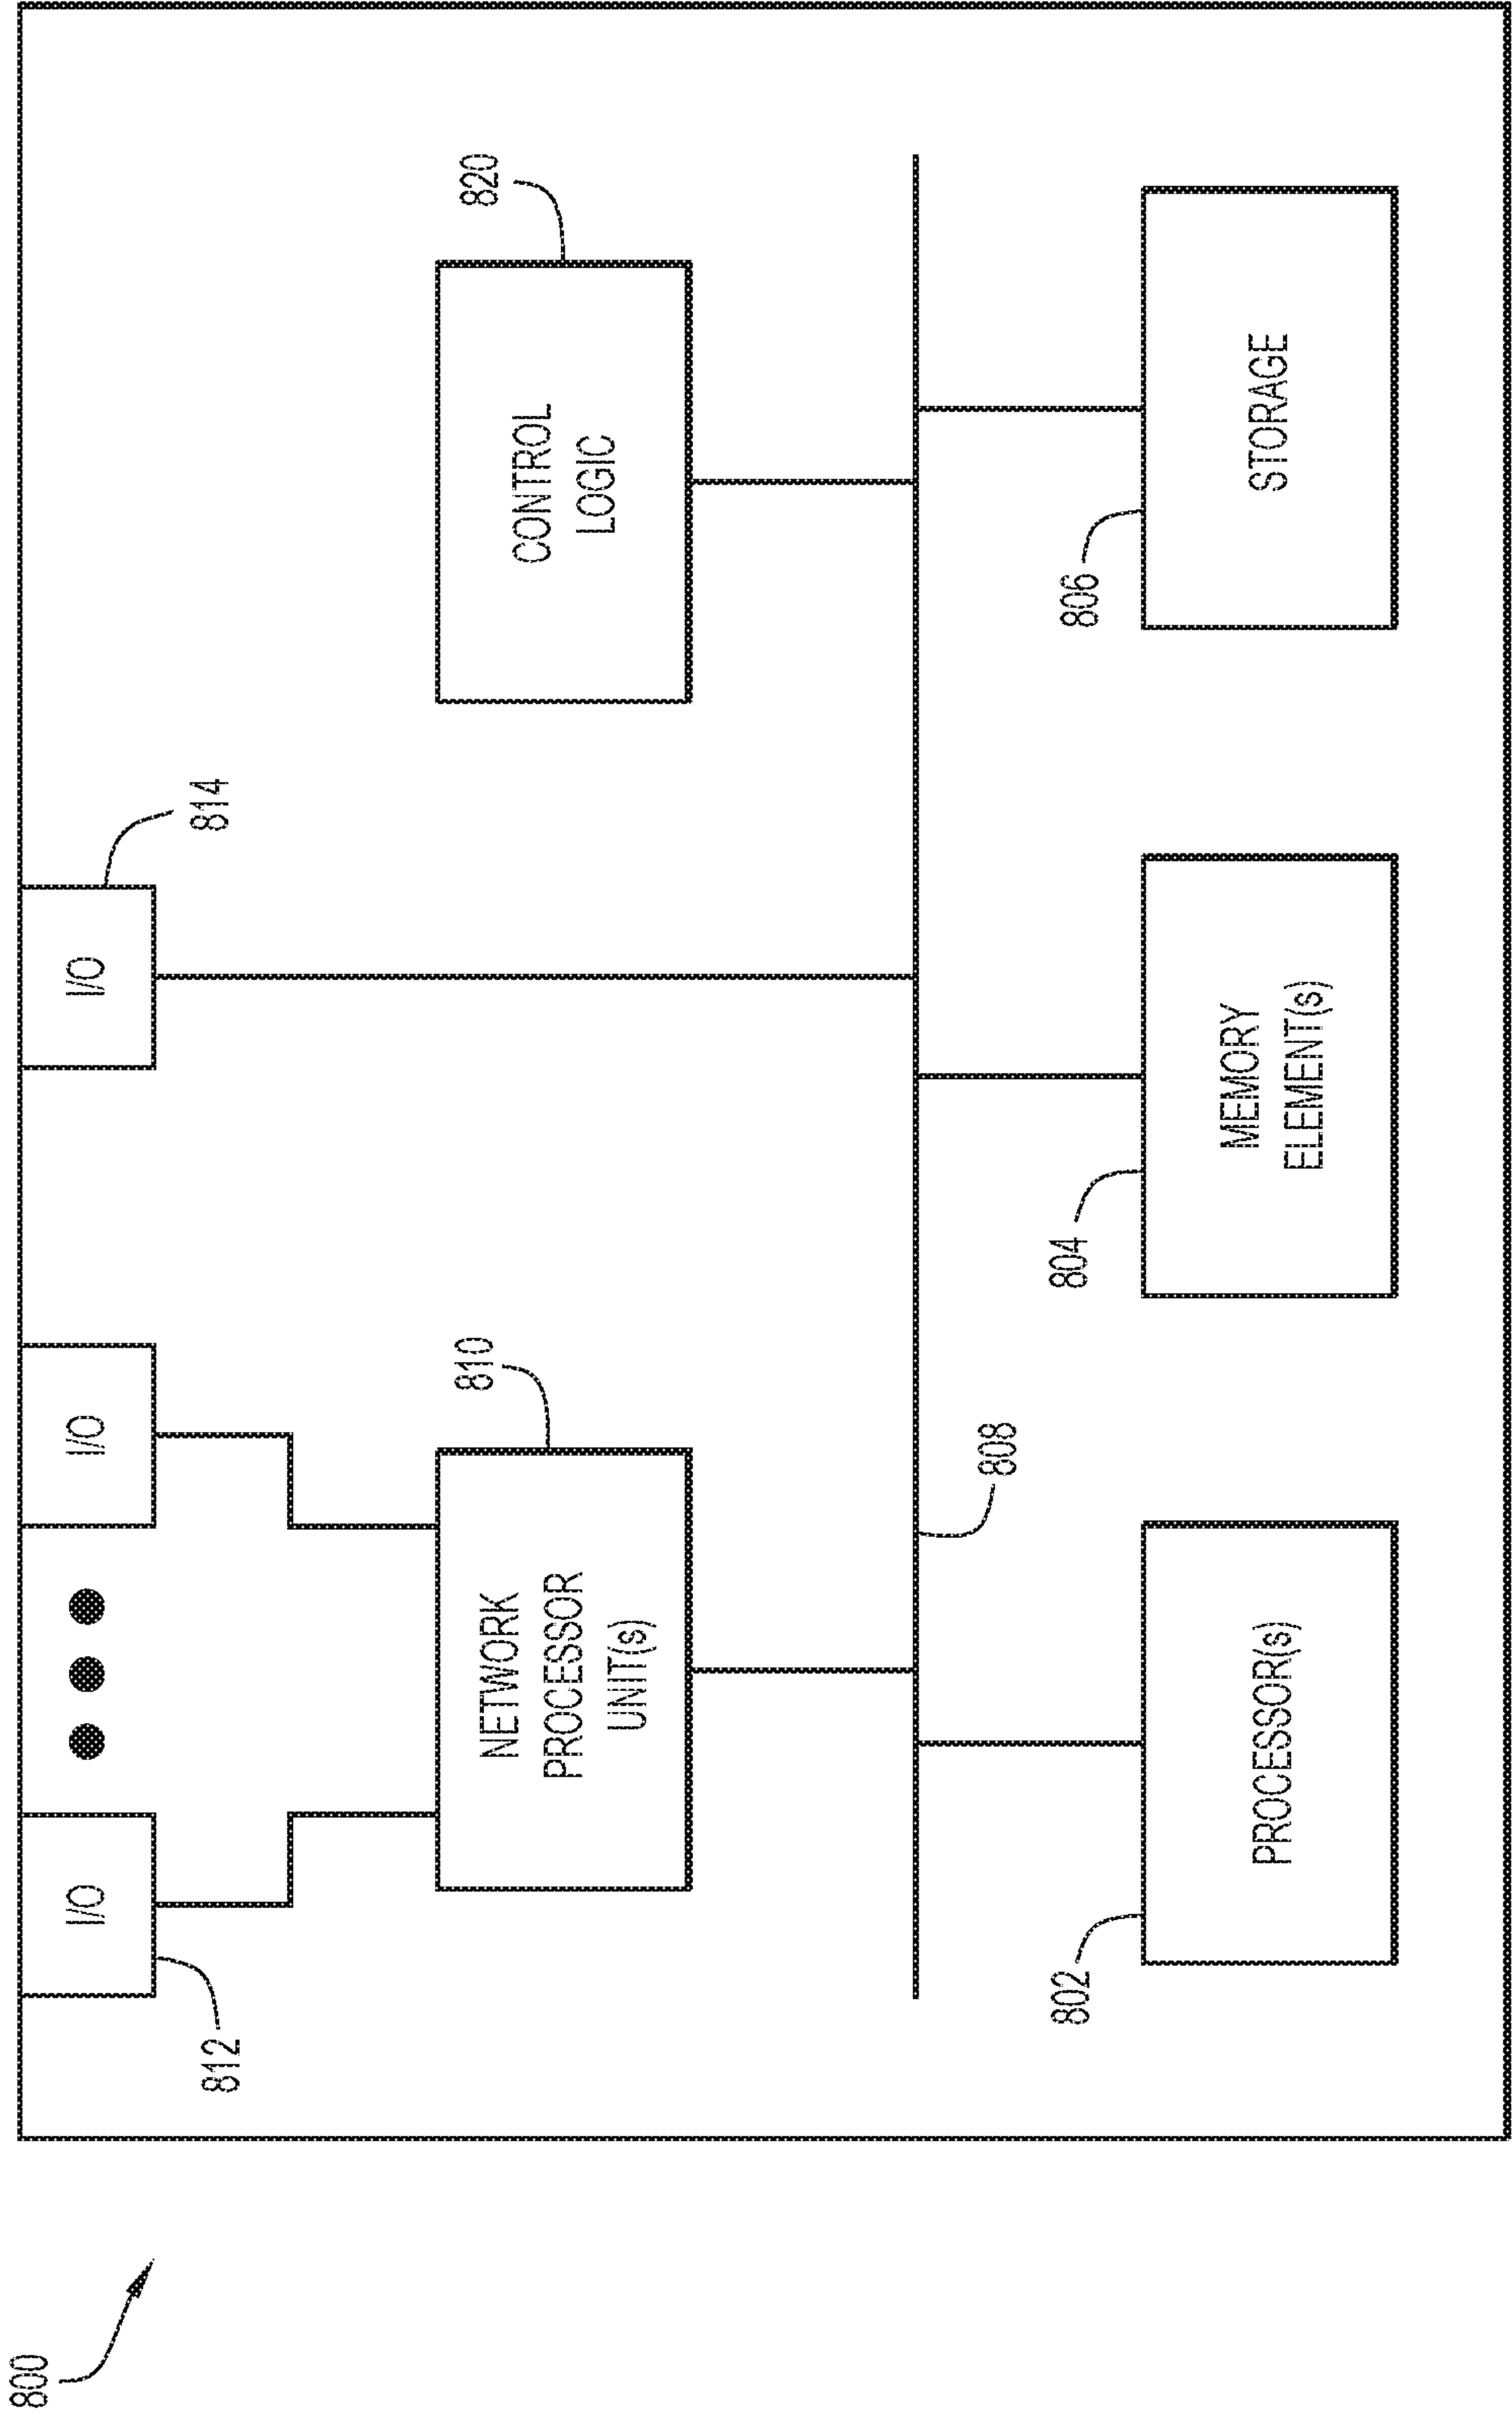 800
812
I/O
I/O
I/O
814
810
NETWORK
PROCESSOR
UNIT(s)
820
CONTROL
LOGIC
808
802
PROCESSOR(s)
804
MEMORY
ELEMENT(s)
806
STORAGE